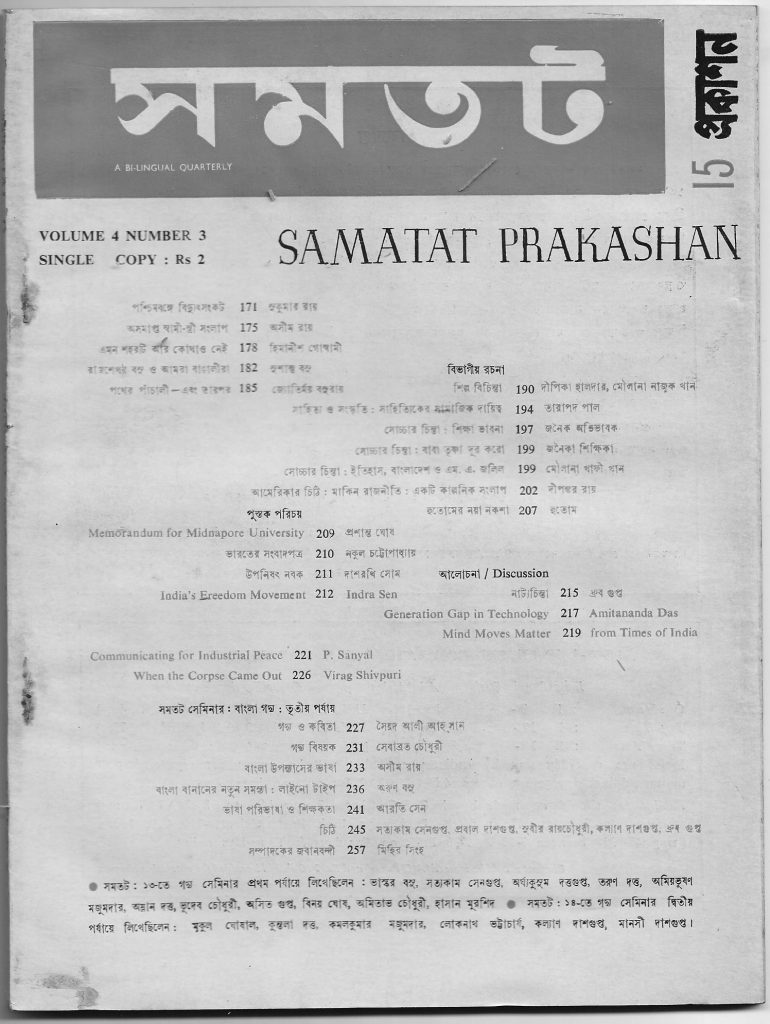 সমতট
A BI-LINGUAL QUARTERLY
প্রকাশন
15
VOLUME 4 NUMBER 3
SINGLE COPY : Rs 2
SAMATAT PRAKASHAN
পশ্চিমবঙ্গে বিদ্যুৎসংকট 171 সুকুমার রায়
অসমাপ্ত স্বামী-স্ত্রী সংলাপ 175 অসীম রায়
এমন শহরটি আর কোথাও নেই 178 হিমানীশ গোস্বামী
রাজশেখর বসু ও আমরা বাঙালীরা 182 সুশান্ত বসু
পথের পাঁচালী—এবং তারপর 185 জ্যোতির্ময় বসুরায়
বিভাগীয় রচনা
শিল্প বিচিন্তা 190 দীপিকা হালদার, মৌলানা নাজুক খান
সাহিত্য ও সংস্কৃতি : সাহিত্যিকের সামাজিক দায়িত্ব 194 তারাপদ পাল
সোচ্চার চিন্তা : শিক্ষা ভাবনা 197 জনৈক অভিভাবক
সোচ্চার চিন্তা : বাবা তৃষ্ণা দূর করো 199 জনৈকা শিক্ষিকা
সোচ্চার চিন্তা : ইতিহাস, বাংলাদেশ ও এম. এ. জলিল 199 মৌলানা খাফী খান
আমেরিকার চিঠি : মার্কিন রাজনীতি : একটি কাল্পনিক সংলাপ 202 দীপঙ্কর রায়
হুতোমের নয়া নকশা 207 হুতোম
পুস্তক পরিচয়
Memorandum for Midnapore University 209 প্রশান্ত ঘোষ
ভারতের সংবাদপত্র 210 নকুল চট্টোপাধ্যায়
উপনিষৎ নবক 211 দাশরথি সোম
India's Ereedom Movement 212 Indra Sen
আলোচনা / Discussion
নাট্যচিন্তা 215 ধ্রুব গুপ্ত
Generation Gap in Technology 217 Amitananda Das
Mind Moves Matter 219 from Times of India
Communicating for Industrial Peace 221 P. Sanyal
When the Corpse Came Out 226 Virag Shivpuri
সমতট সেমিনার : বাংলা গদ্য : তৃতীয় পর্যায়
গদ্য ও কবিতা 227 সৈয়দ আলী আহ্‌সান
গদ্য বিষয়ক 231 সেবাব্রত চৌধুরী
বাংলা উপন্যাসের ভাষা 233 অসীম রায়
বাংলা বানানের নতুন সমস্যা : লাইনো টাইপ 236 অরুণ বসু
ভাষা পরিভাষা ও শিক্ষকতা 241 আরতি সেন
চিঠি 245 সত্যকাম সেনগুপ্ত, প্রবাল দাশগুপ্ত, সুবীর রায়চৌধুরী, কল্যাণ দাশগুপ্ত, ধ্রুব গুপ্ত
সম্পাদকের জবানবন্দী 257 মিহির সিংহ
● সমতট : ১৩-তে গদ্য সেমিনার প্রথম পর্যায়ে লিখেছিলেন : ভাস্কর বসু, সত্যকাম সেনগুপ্ত, অর্ঘ্যকুসুম দত্তগুপ্ত, তরুণ দত্ত, অমিয়ভূষণ
মজুমদার, অম্লান দত্ত, ভূদেব চৌধুরী, অসিত গুপ্ত, বিনয় ঘোষ, অমিতাভ চৌধুরী, হাসান মুরশিদ ● সমতট : ১৪-তে গদ্য সেমিনার দ্বিতীয়
পর্যায়ে লিখেছিলেন : মুকুল ঘোষাল, কুন্তলা দত্ত, কমলকুমার মজুমদার, লোকনাথ ভট্টাচার্য, কল্যাণ দাশগুপ্ত, মানসী দাশগুপ্ত।